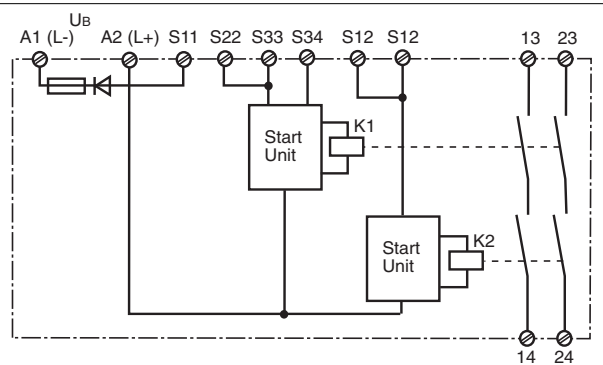 UB
A1 (L-) A2 (L+) S11 S22 S33 S34 S12 S12 13 23
K1
Start
Unit
K2
Start
Unit
14 24